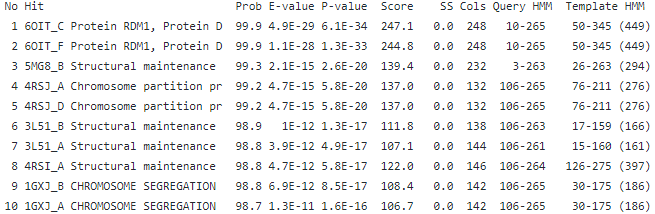 No Hit Prob E-value P-value Score SS Cols Query HMM Template HMM
1 6OIT_C Protein RDM1, Protein D 99.9 4.9E-29 6.1E-34 247.1 0.0 248 10-265 50-345 (449)
2 6OIT_F Protein RDM1, Protein D 99.9 1.1E-28 1.3E-33 244.8 0.0 248 10-265 50-345 (449)
3 5MG8_B Structural maintenance 99.3 2.1E-15 2.6E-20 139.4 0.0 232 3-263 26-263 (294)
4 4RSJ_A Chromosome partition pr 99.2 4.7E-15 5.8E-20 137.0 0.0 132 106-265 76-211 (276)
5 4RSJ_D Chromosome partition pr 99.2 4.7E-15 5.8E-20 137.0 0.0 132 106-265 76-211 (276)
6 3L51_B Structural maintenance 98.9 1E-12 1.3E-17 111.8 0.0 138 106-263 17-159 (166)
7 3L51_A Structural maintenance 98.8 3.9E-12 4.9E-17 107.1 0.0 144 106-261 15-160 (161)
8 4RSI_A Structural maintenance 98.8 4.7E-12 5.8E-17 122.0 0.0 146 106-264 126-275 (397)
9 1GXJ_B CHROMOSOME SEGREGATION 98.8 6.9E-12 8.5E-17 108.4 0.0 142 106-265 30-175 (186)
10 1GXJ_A CHROMOSOME SEGREGATION 98.7 1.3E-11 1.6E-16 106.7 0.0 142 106-265 30-175 (186)